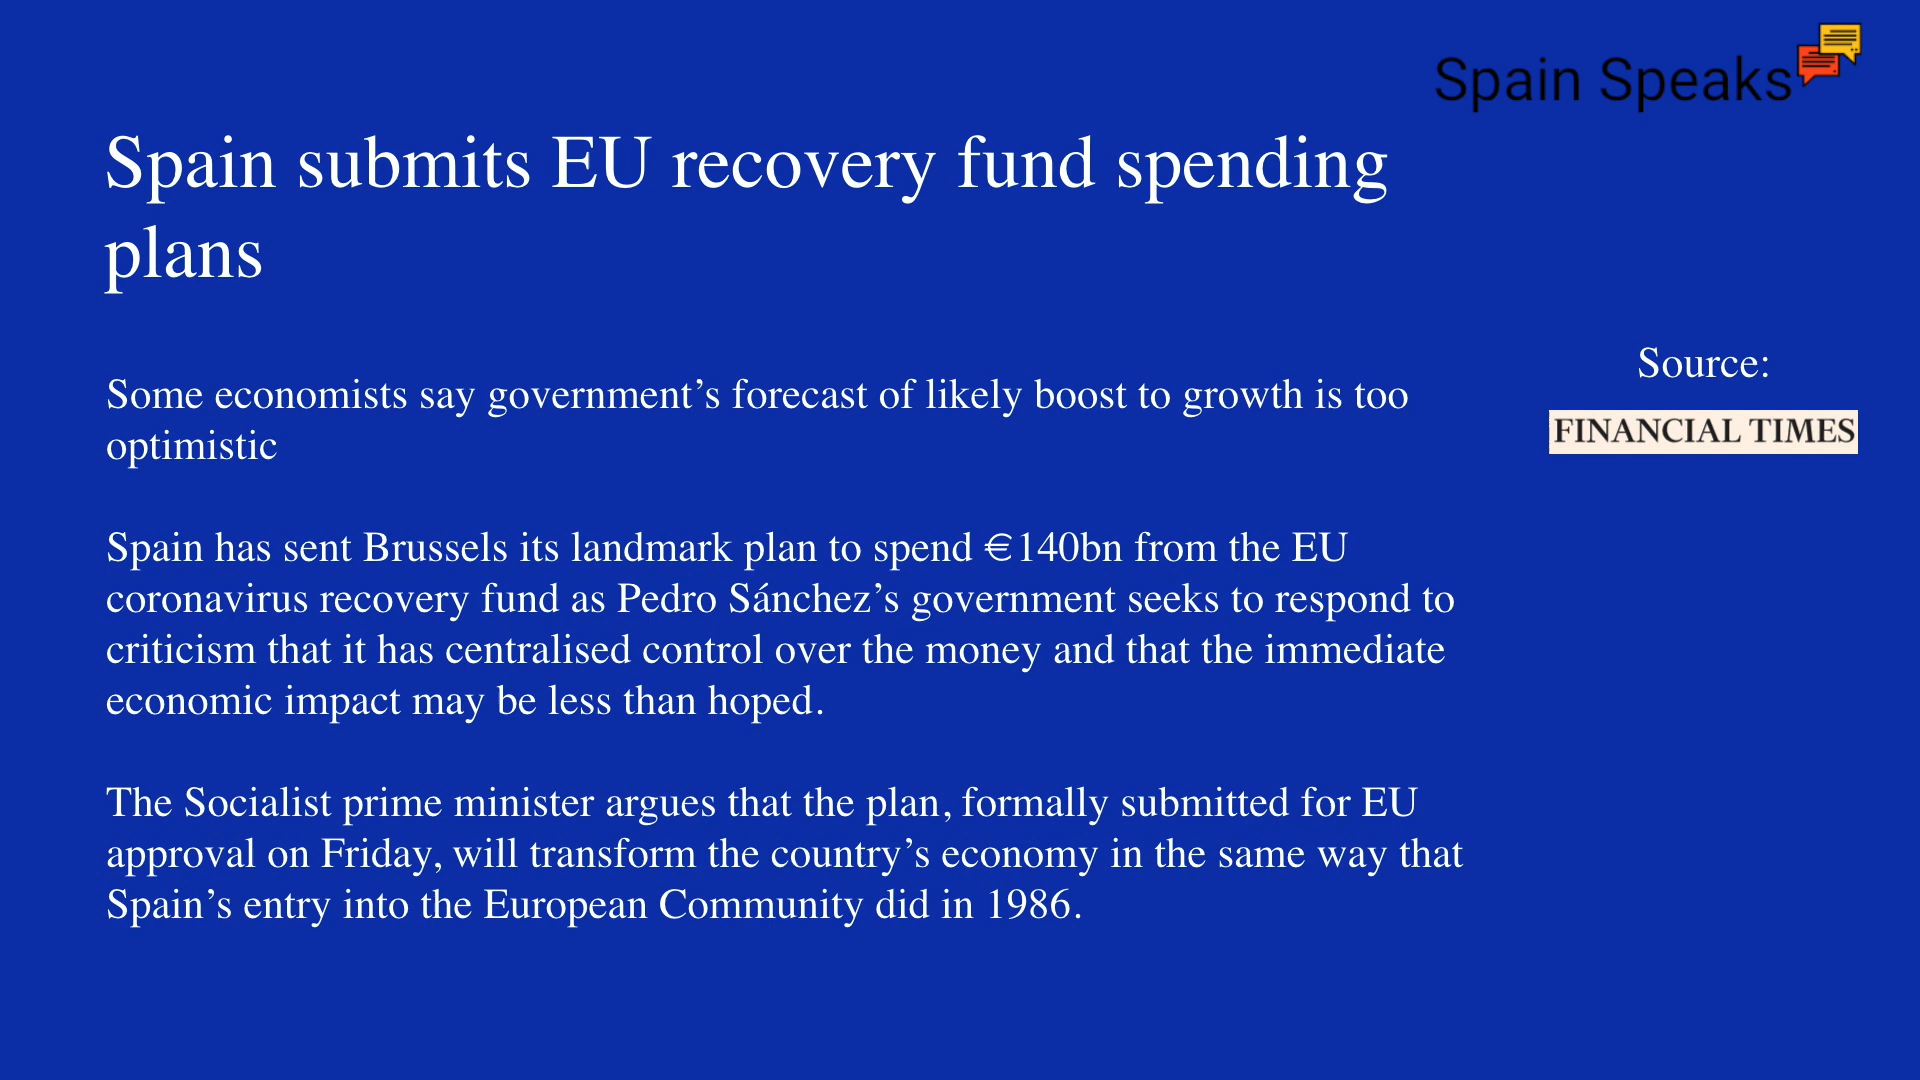 Spain Speaks
Spain submits EU recovery fund spending
plans
Some economists say government’s forecast of likely boost to growth is too
optimistic
Spain has sent Brussels its landmark plan to spend €140bn from the EU
coronavirus recovery fund as Pedro Sánchez’s government seeks to respond to
criticism that it has centralised control over the money and that the immediate
economic impact may be less than hoped.
The Socialist prime minister argues that the plan, formally submitted for EU
approval on Friday, will transform the country’s economy in the same way that
Spain’s entry into the European Community did in 1986.
Source:
FINANCIAL TIMES